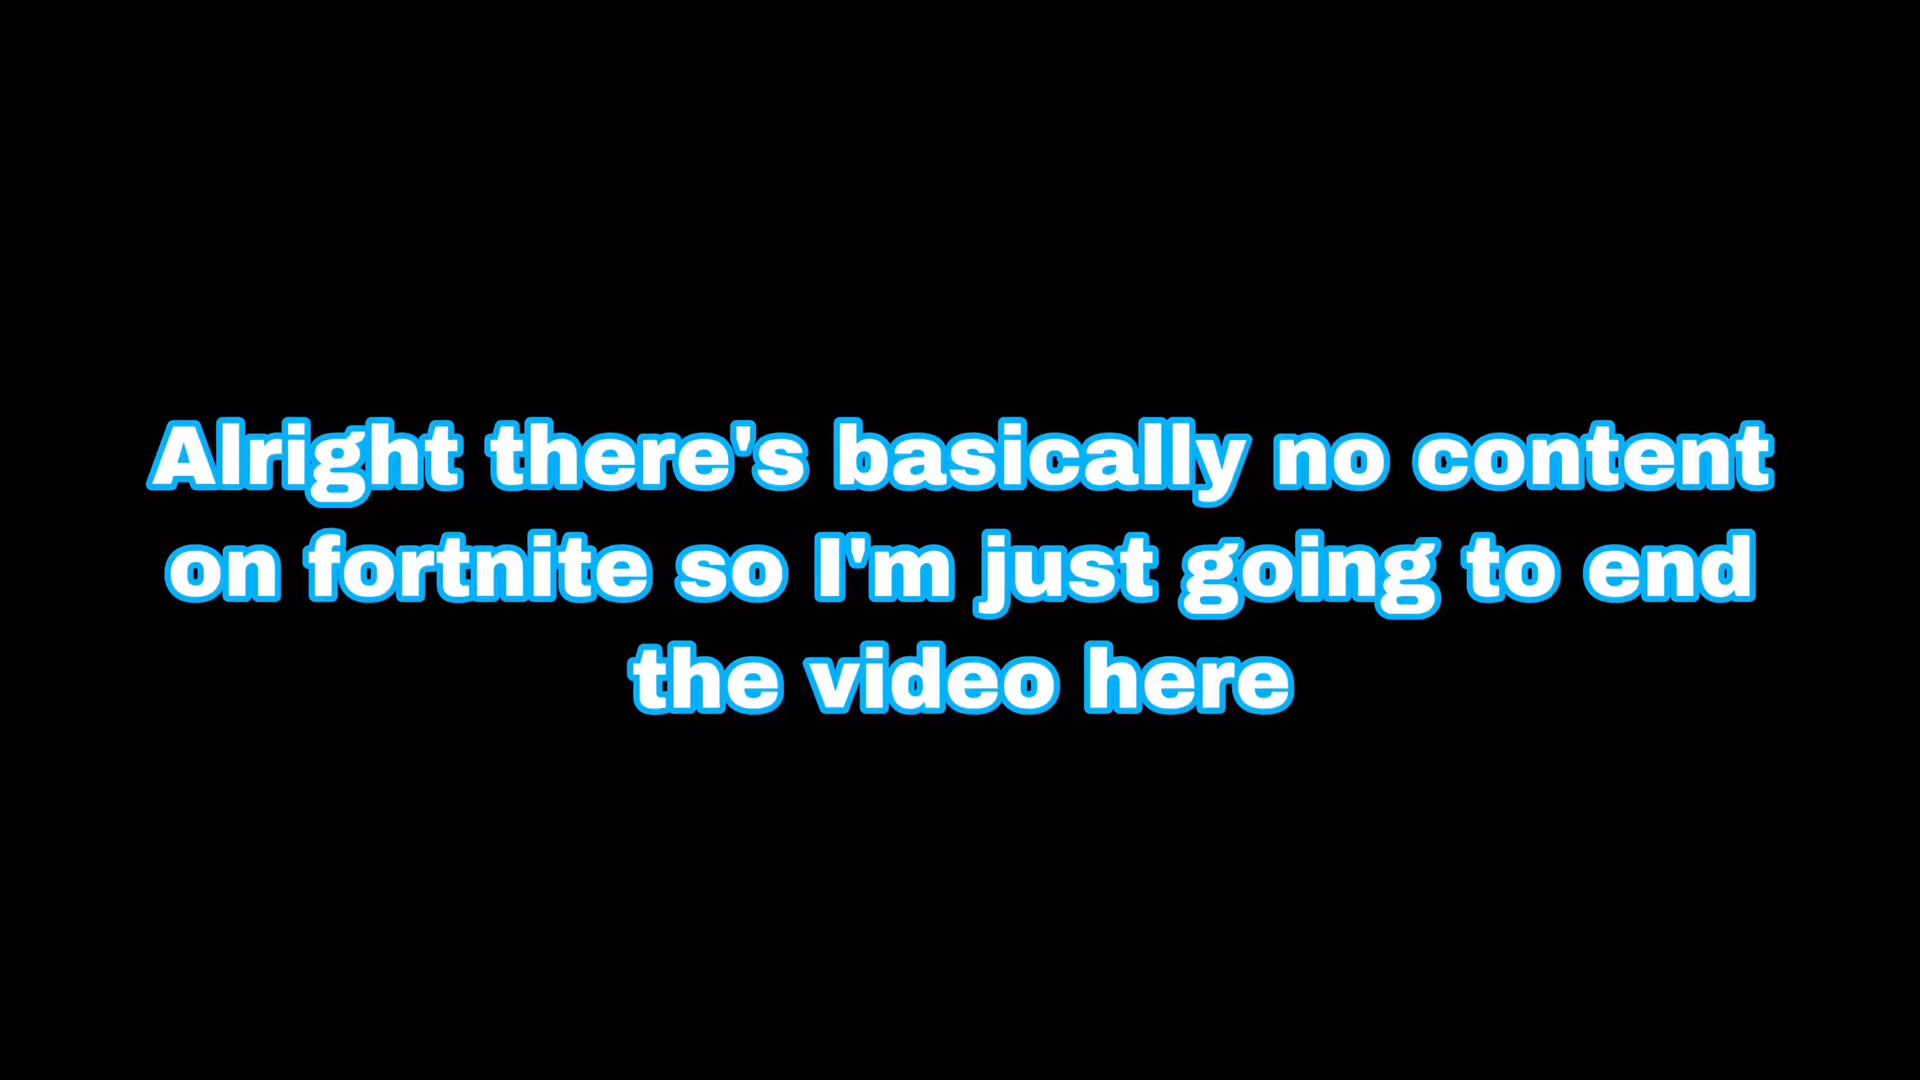 Alright there's basically no content
on fortnite so I'm just going to end
the video here